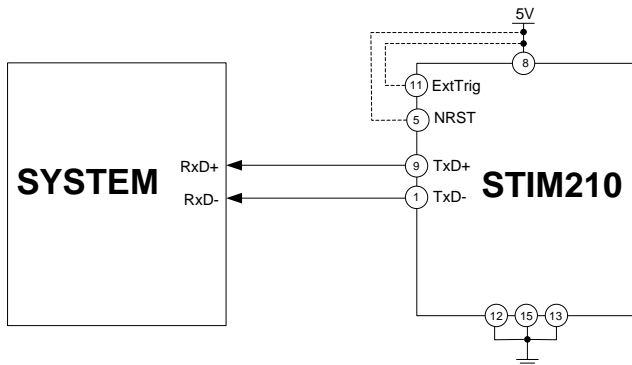 5V
8
11 ExtTrig
5 NRST
RxD+ 9 TxD+
SYSTEM STIM210
RxD- 1 TxD-
12 15 13